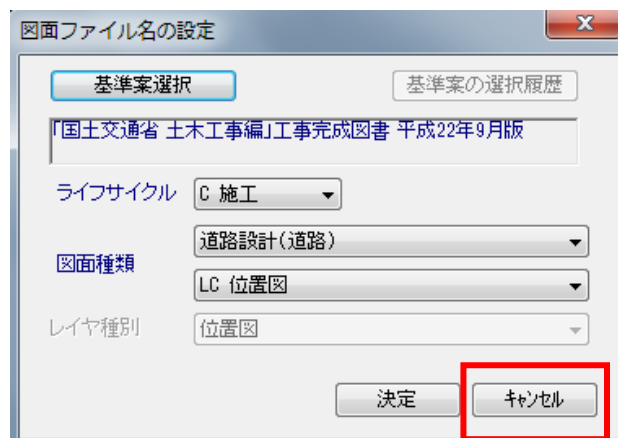 図面ファイル名の設定
基準案選択
基準案の選択履歴
「国土交通省 土木工事編」工事完成図書 平成22年9月版
ライフサイクル
C 施工
図面種類
道路設計(道路)
LC 位置図
レイヤ種別
位置図
決定
ｷｬﾝｾﾙ